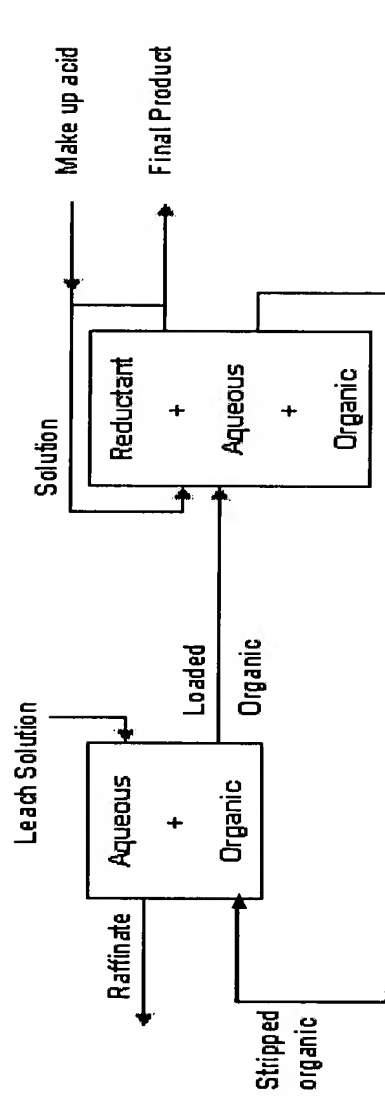 Leach Solution
Raffinate
Aqueous
+
Organic
Stripped
organic
Loaded
Organic
Solution
Reductant
+
Aqueous
+
Organic
Make up acid
Final Product